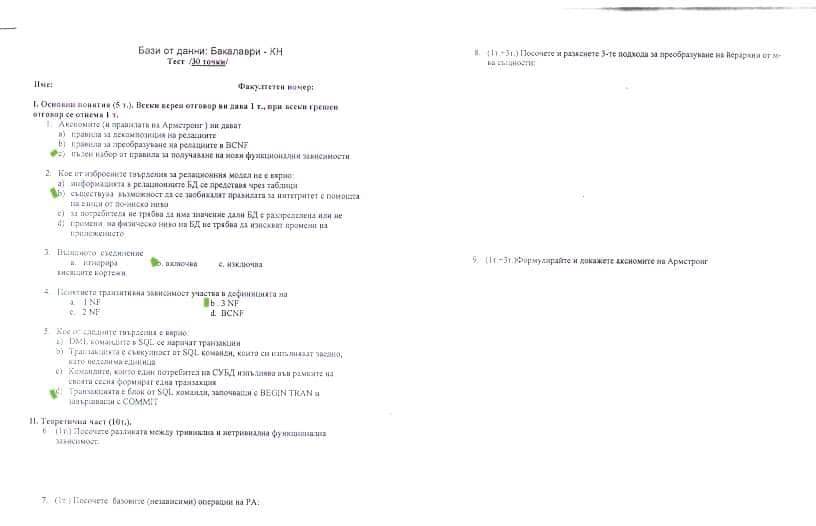 Бази от данни: Бакалаври - КН
Тест /30 точки/
Име: Факултетен номер:
I. Основни понятия (5 т.). Всеки верен отговор ви дава 1 т., при всеки грешен
отговор се отнема 1 т.
1. Аксиомите (и правилата на Армстронг) ни дават
a) правила за декомпозиция на релациите
b) правила за преобразуване на релациите в BCNF
c) пълен набор от правила за получаване на нови функционални зависимости
2. Кое от изброените твърдения за релационния модел не е вярно:
a) информацията в релационните БД се представя чрез таблици
b) съществува възможност да се заобикалят правилата за интегритет с помощта
на езици от по-ниско ниво
c) за потребителя не трябва да има значение дали БД е разпределена или не
d) промени на физическо ниво на БД не трябва да изискват промени на
приложението
3. Външното съединение
a. игнорира b. включва c. изключва
висящите кортежи.
4. Понятието транзитивна зависимост участва в дефиницията на
a. 1 NF b. 3 NF
c. 2 NF d. BCNF
5. Кое от следните твърдения е вярно:
a) DML командите в SQL се наричат транзакции
b) Транзакцията е съвкупност от SQL команди, които се изпълняват заедно,
като неделима единица
c) Командите, които един потребител на СУБД изпълнява във рамките на
своята сесия формират една транзакция
d) Транзакцията е блок от SQL команди, започващи с BEGIN TRAN и
завършващи с COMMIT
II. Теоретична част (10т.).
6. (1т.) Посочете разликата между тривиална и нетривиална функционална
зависимост.
7. (1т.) Посочете базовите (независими) операции на РА:
8. (1т.-3т.) Посочете и разяснете 3-те подхода за преобразуване на йерархии от м-
ва същности:
9. (1т.-3т.)Формулирайте и докажете аксиомите на Армстронг